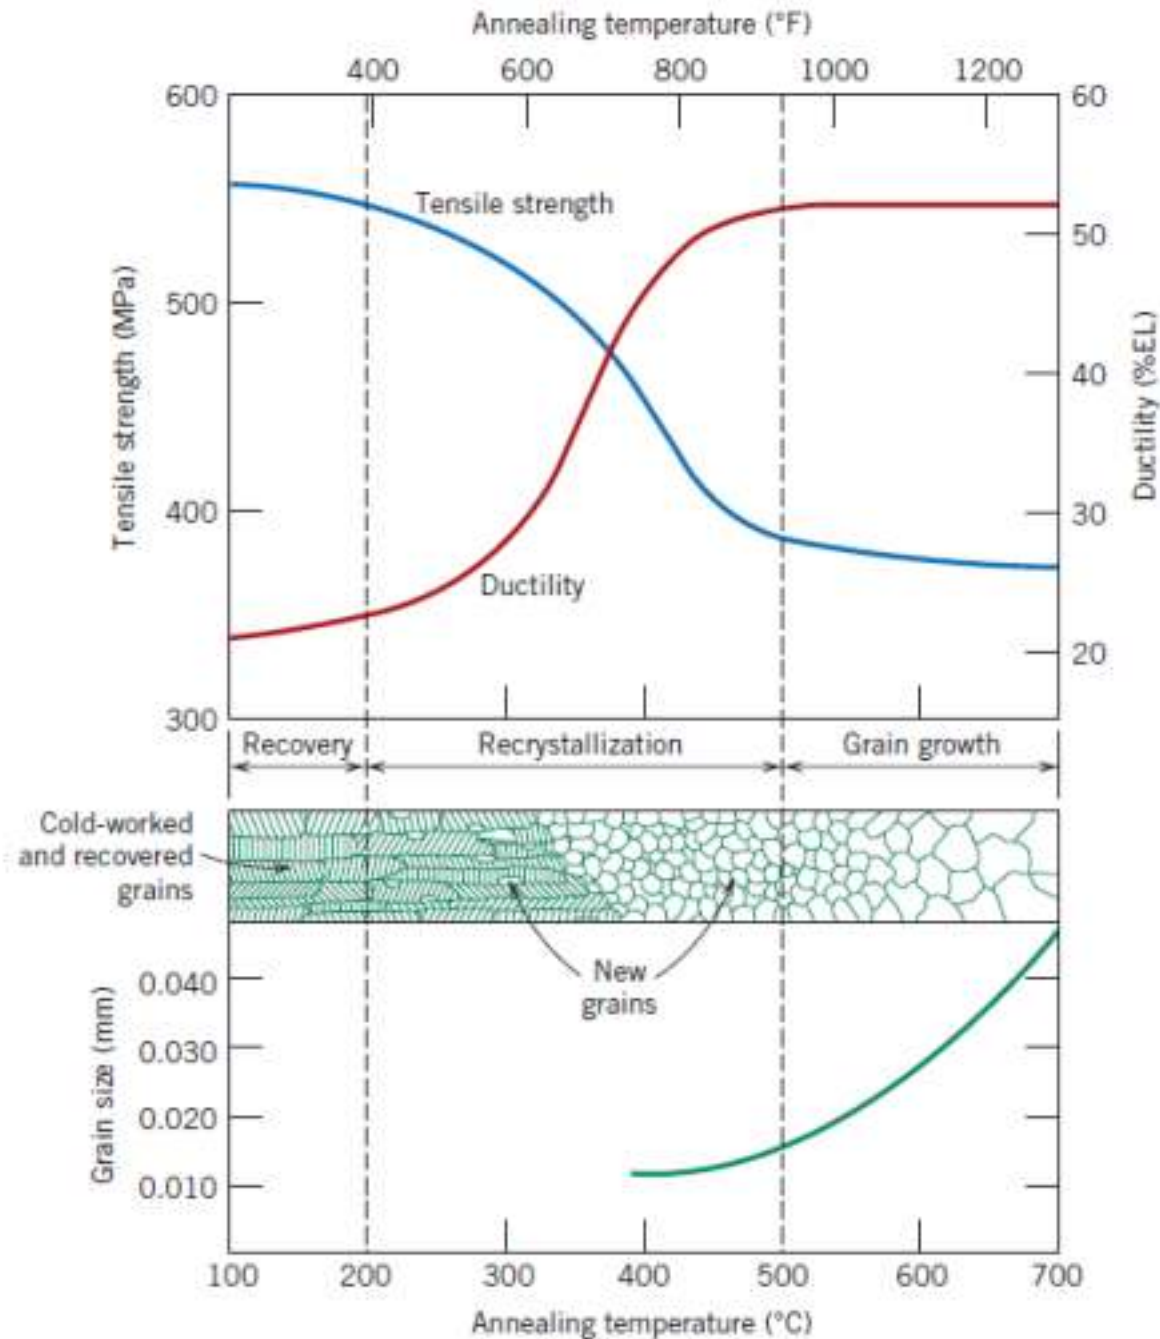 Annealing temperature (°F)
400 600 800 1000 1200
600 60
Tensile strength
50
500
Tensile strength (MPa)
Ductility (%EL)
40
400 30
Ductility
20
300
Recovery Recrystallization Grain growth
Cold-worked
and recovered
grains
New
grains
0.040
0.030
Grain size (mm)
0.020
0.010
100 200 300 400 500 600 700
Annealing temperature (°C)